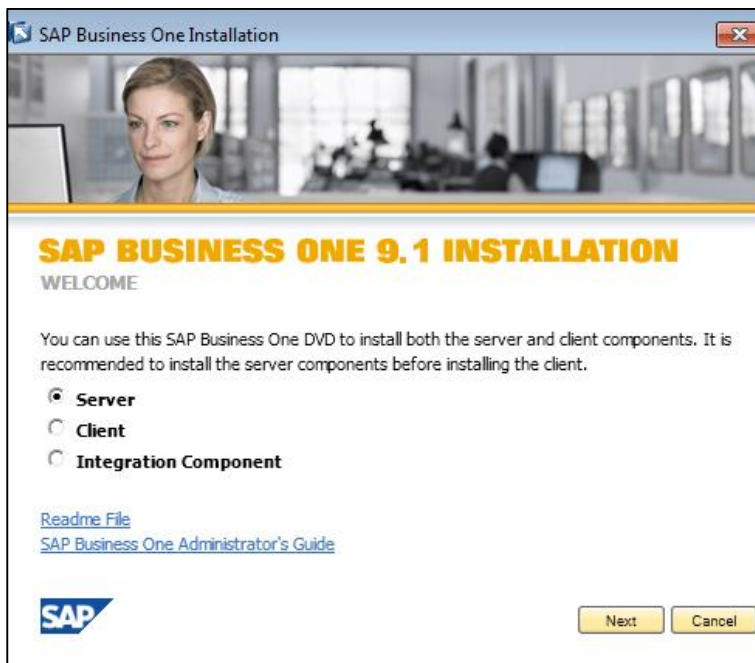 SAP Business One Installation
SAP BUSINESS ONE 9.1 INSTALLATION
WELCOME
You can use this SAP Business One DVD to install both the server and client components. It is
recommended to install the server components before installing the client.
Server
Client
Integration Component
Readme File
SAP Business One Administrator's Guide
SAP
Next Cancel